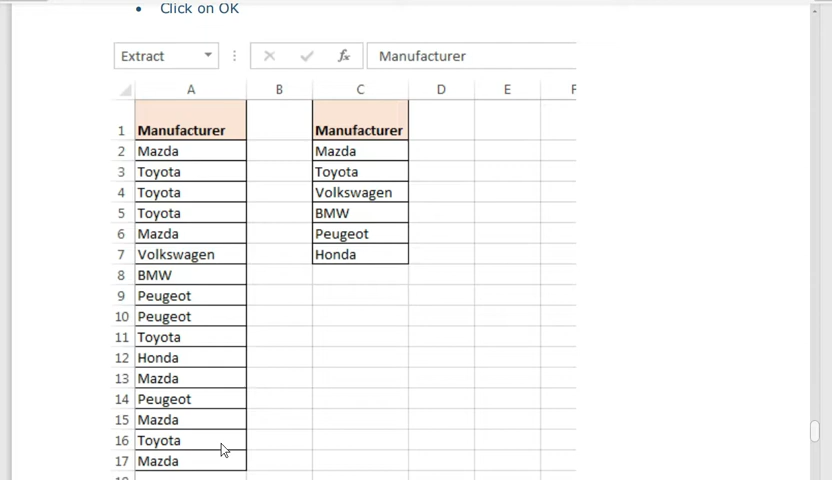 • Click on OK
Extract fx Manufacturer
A B C D E F
1 Manufacturer Manufacturer
2 Mazda Mazda
3 Toyota Toyota
4 Toyota Volkswagen
5 Toyota BMW
6 Mazda Peugeot
7 Volkswagen Honda
8 BMW
9 Peugeot
10 Peugeot
11 Toyota
12 Honda
13 Mazda
14 Peugeot
15 Mazda
16 Toyota
17 Mazda